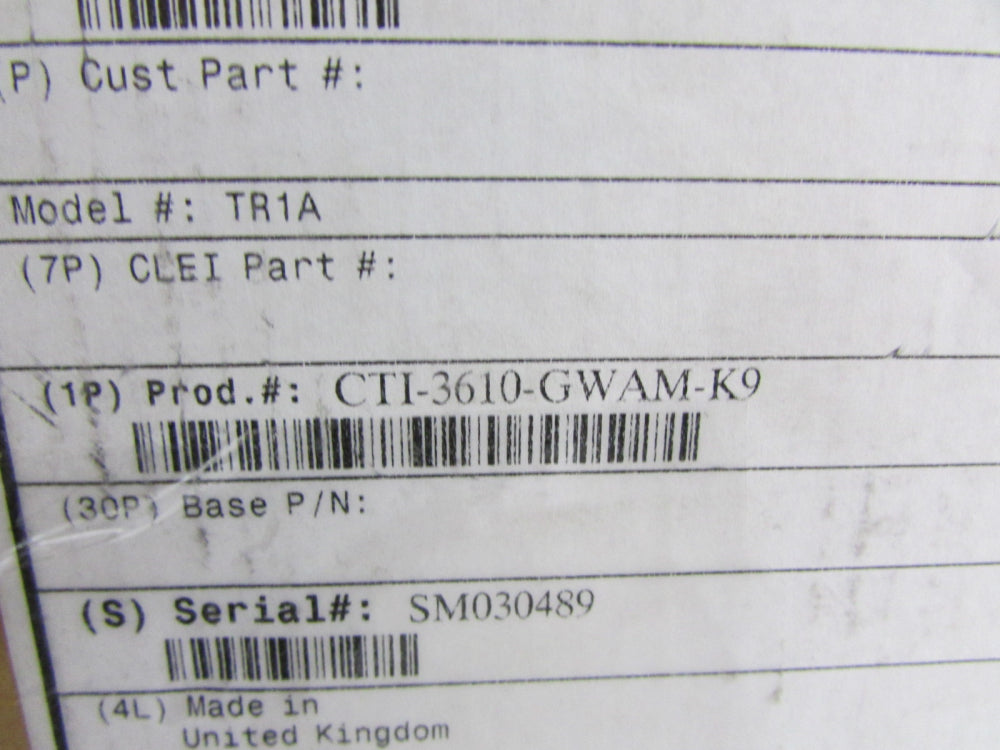 (P) Cust Part #:
Model #: TR1A
(7P) CLEI Part #:
(1P) Prod.#: CTI-3610-GWAM-K9
(30P) Base P/N:
(S) Serial#: SM030489
(4L) Made in
United Kingdom